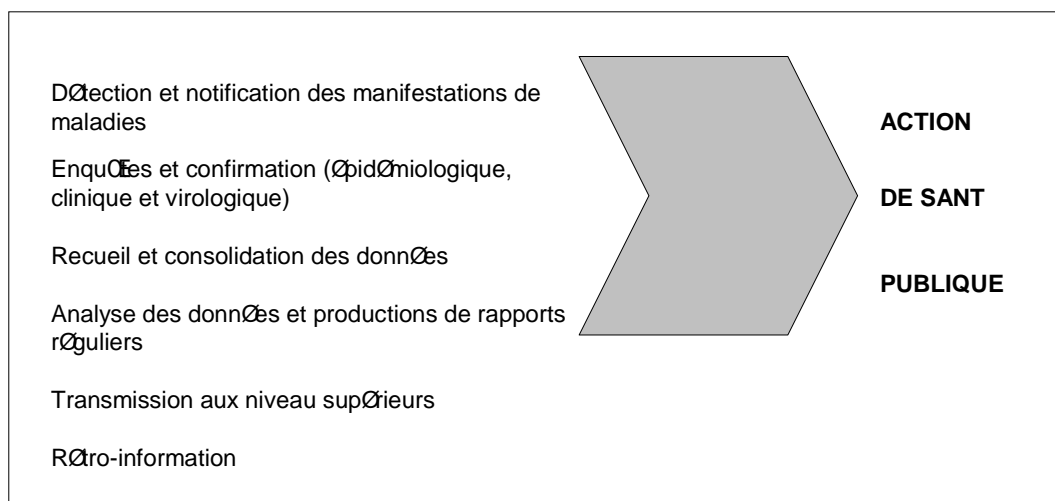 DØtection et notification des manifestations de
maladies
EnquŒtes et confirmation (ØpidØmiologique,
clinique et virologique)
Recueil et consolidation des donnØes
Analyse des donnØes et productions de rapports
rØguliers
Transmission aux niveau supØrieurs
RØtro-information
ACTION
DE SANT
PUBLIQUE